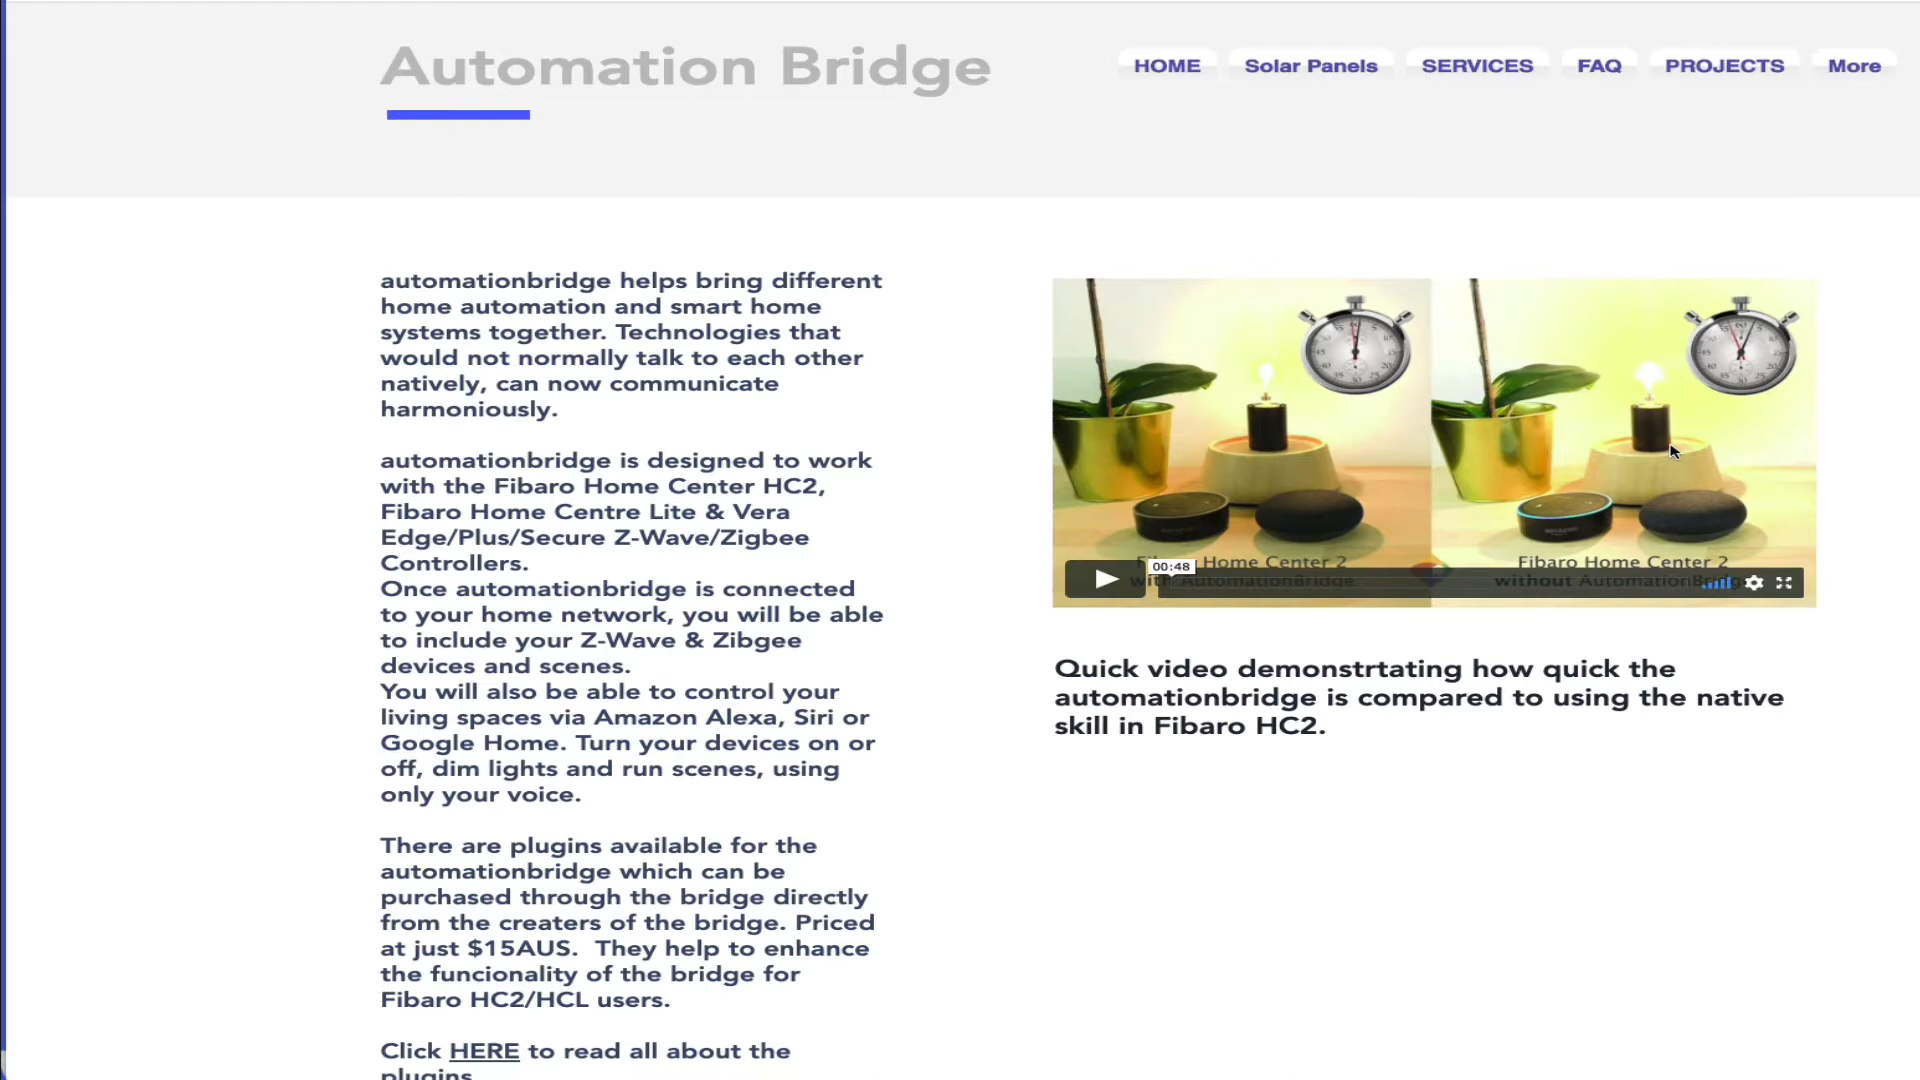 Automation Bridge
HOME
Solar Panels
SERVICES
FAQ
PROJECTS
More
automationbridge helps bring different
home automation and smart home
systems together. Technologies that
would not normally talk to each other
natively, can now communicate
harmoniously.
automationbridge is designed to work
with the Fibaro Home Center HC2,
Fibaro Home Centre Lite & Vera
Edge/Plus/Secure Z-Wave/Zigbee
Controllers.
Once automationbridge is connected
to your home network, you will be able
to include your Z-Wave & Zibgee
devices and scenes.
You will also be able to control your
living spaces via Amazon Alexa, Siri or
Google Home. Turn your devices on or
off, dim lights and run scenes, using
only your voice.
There are plugins available for the
automationbridge which can be
purchased through the bridge directly
from the creaters of the bridge. Priced
at just $15AUS.  They help to enhance
the funcionality of the bridge for
Fibaro HC2/HCL users.
Click HERE to read all about the
plugins
Home Center 2
with AutomationBridge
00:48
Fibaro Home Center 2
without AutomationBridg
Quick video demonstrtating how quick the
automationbridge is compared to using the native
skill in Fibaro HC2.